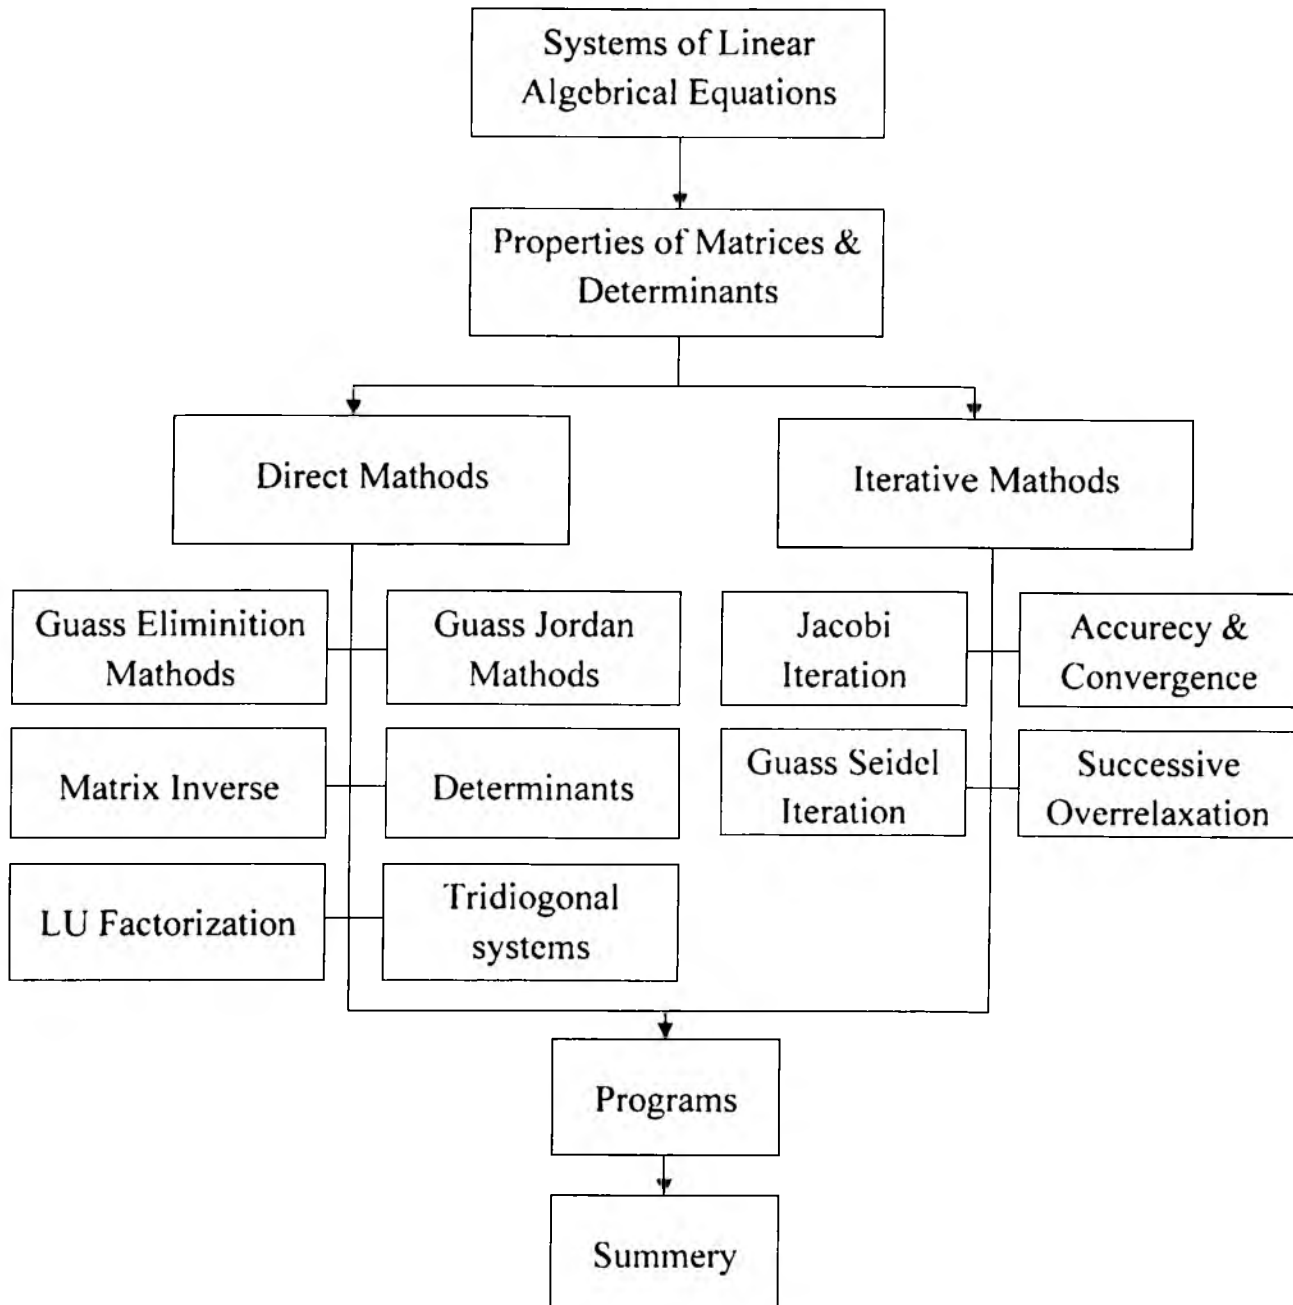 Systems of Linear
Algebrical Equations
Properties of Matrices &
Determinants
Direct Mathods
Iterative Mathods
Guass Eliminition
Mathods
Guass Jordan
Mathods
Jacobi
Iteration
Accurecy &
Convergence
Matrix Inverse
Determinants
Guass Seidel
Iteration
Successive
Overrelaxation
LU Factorization
Tridiogonal
systems
Programs
Summery